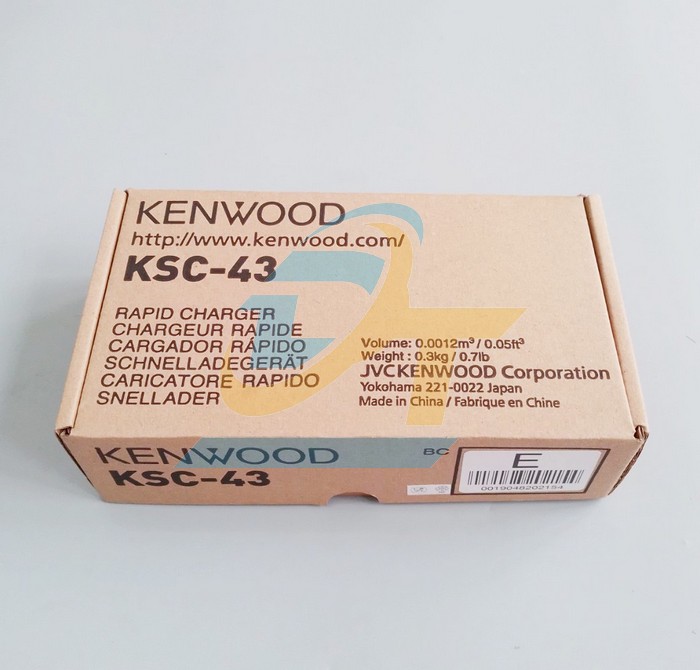 KENWOOD
http://www.kenwood.com/
KSC-43
RAPID CHARGER
CHARGEUR RAPIDE
CARGADOR RÁPIDO
SCHNELLADEGERÄT
CARICATORE RAPIDO
SNELLADER
Volume: 0.0012m³ / 0.05ft³
Weight : 0.3kg / 0.7lb
JVCKENWOOD Corporation
Yokohama 221-0022 Japan
Made in China / Fabrique en Chine
KENWOOD
KSC-43
BC
E
0019048202154